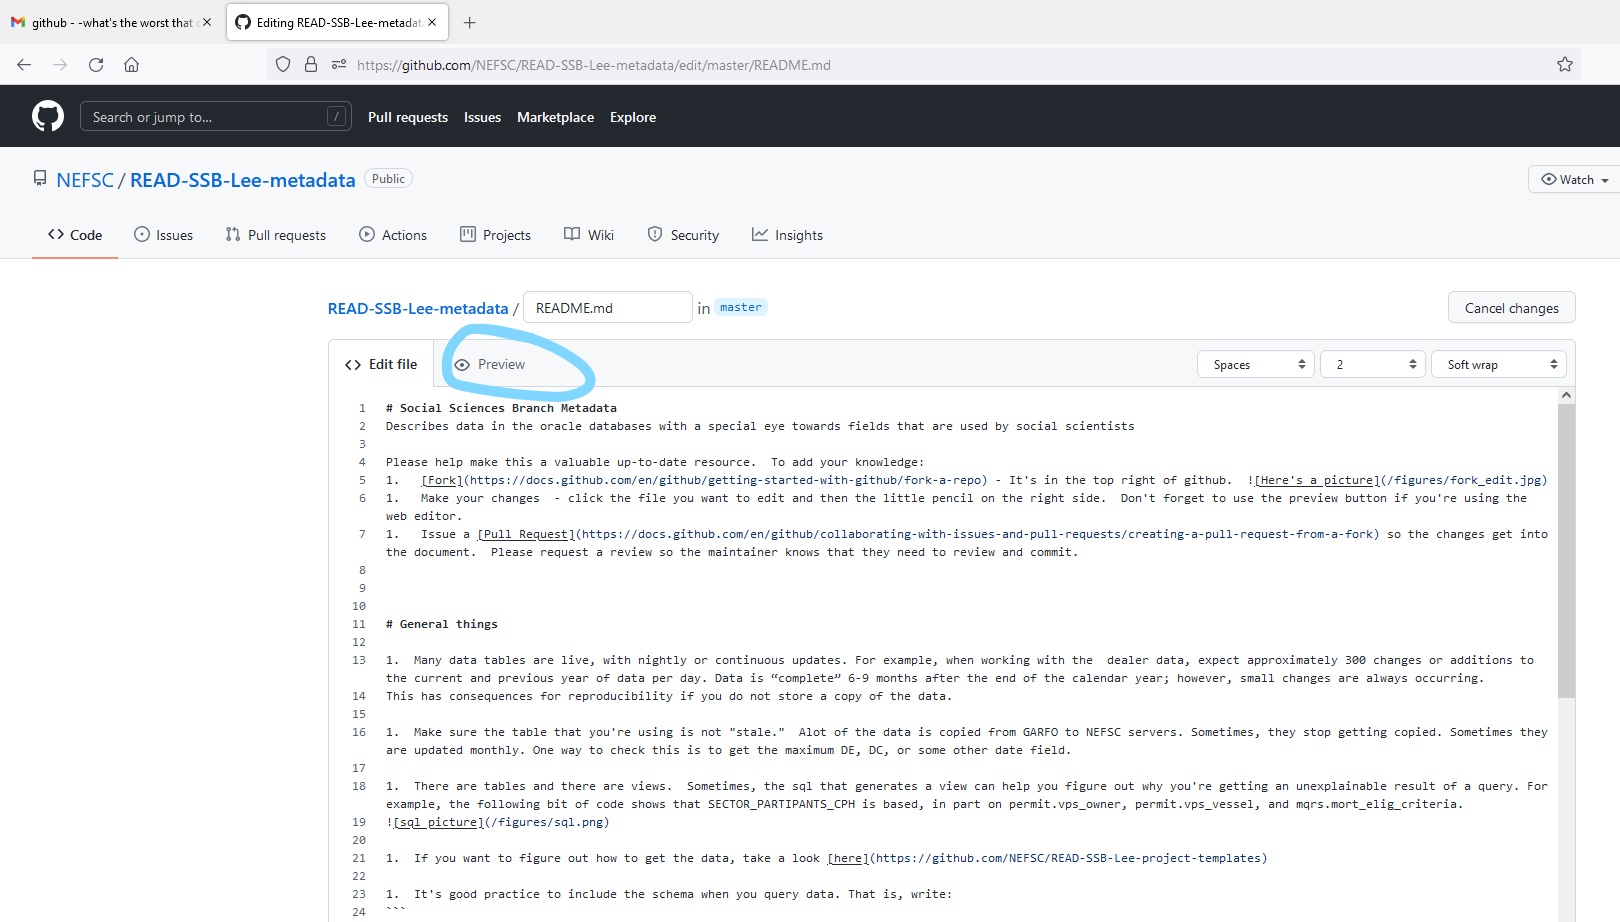 github - -what's the worst that c
Editing READ-SSB-Lee-metadat
https://github.com/NEFSC/READ-SSB-Lee-metadata/edit/master/README.md
Search or jump to... /
Pull requests Issues Marketplace Explore
NEFSC / READ-SSB-Lee-metadata Public
Watch
Code Issues Pull requests Actions Projects Wiki Security Insights
READ-SSB-Lee-metadata / README.md in master
Cancel changes
<> Edit file Preview Spaces 2 Soft wrap
1 # Social Sciences Branch Metadata
2 Describes data in the oracle databases with a special eye towards fields that are used by social scientists
3
4 Please help make this a valuable up-to-date resource.  To add your knowledge:
5 1.   [Fork](https://docs.github.com/en/github/getting-started-with-github/fork-a-repo) - It's in the top right of github.  ![Here's a picture](/figures/fork_edit.jpg)
6 1.   Make your changes  - click the file you want to edit and then the little pencil on the right side.  Don't forget to use the preview button if you're using the
web editor.
7 1.   Issue a [Pull Request](https://docs.github.com/en/github/collaborating-with-issues-and-pull-requests/creating-a-pull-request-from-a-fork) so the changes get into
the document.  Please request a review so the maintainer knows that they need to review and commit.
8
9
10
11 # General things
12
13 1.  Many data tables are live, with nightly or continuous updates. For example, when working with the  dealer data, expect approximately 300 changes or additions to
the current and previous year of data per day. Data is “complete” 6-9 months after the end of the calendar year; however, small changes are always occurring.
14 This has consequences for reproducibility if you do not store a copy of the data.
15
16 1.  Make sure the table that you're using is not "stale."  Alot of the data is copied from GARFO to NEFSC servers. Sometimes, they stop getting copied. Sometimes they
are updated monthly. One way to check this is to get the maximum DE, DC, or some other date field.
17
18 1.  There are tables and there are views.  Sometimes, the sql that generates a view can help you figure out why you're getting an unexplainable result of a query. For
example, the following bit of code shows that SECTOR_PARTIPANTS_CPH is based, in part on permit.vps_owner, permit.vps_vessel, and mqrs.mort_elig_criteria.
19 ![sql picture](/figures/sql.png)
20
21 1.  If you want to figure out how to get the data, take a look [here](https://github.com/NEFSC/READ-SSB-Lee-project-templates)
22
23 1.  It's good practice to include the schema when you query data. That is, write:
24 ```